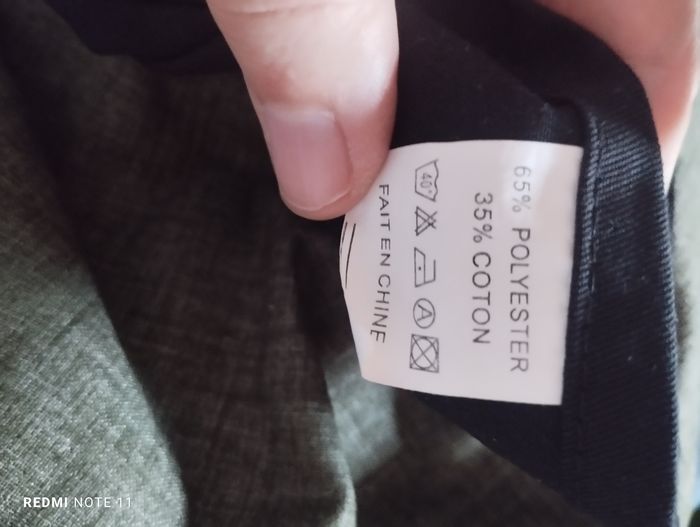 65% POLYESTER
35% COTON
40°
A
FAIT EN CHINE
REDMI NOTE 11